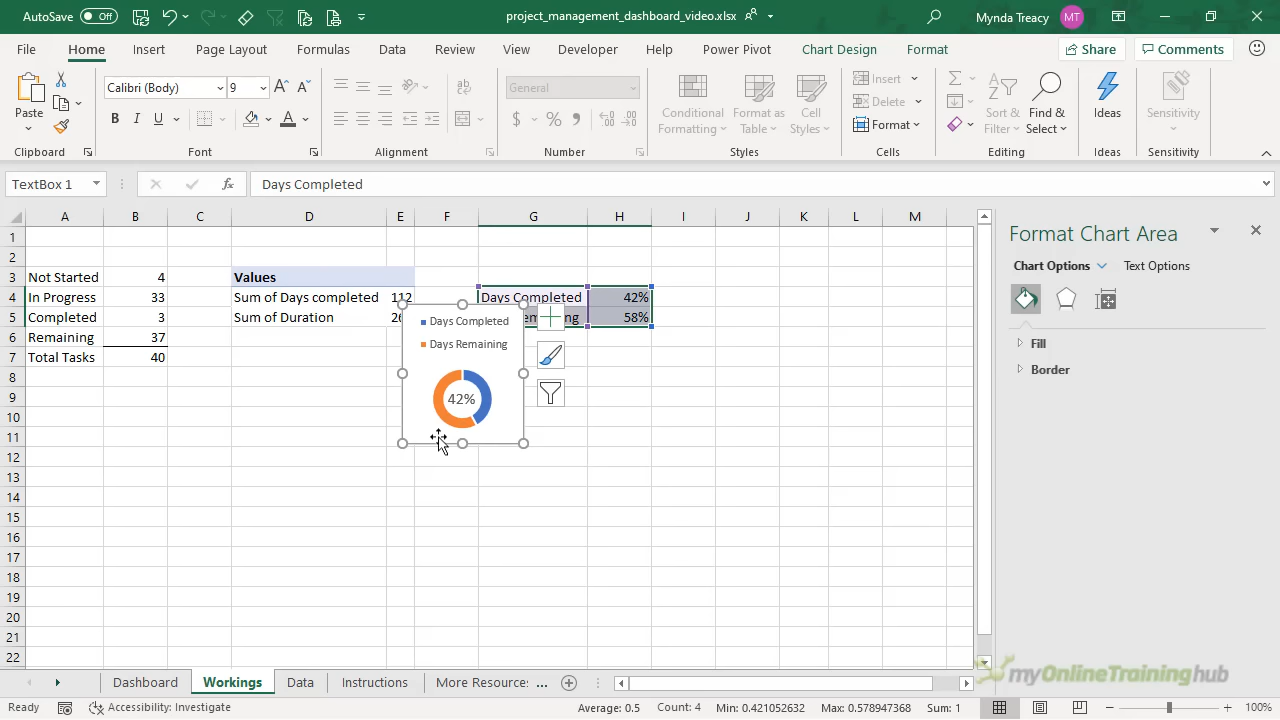 AutoSave Off
project_management_dashboard_video.xlsx
Mynda Treacy MT
File Home Insert Page Layout Formulas Data Review View Developer Help Power Pivot Chart Design Format Share Comments
Paste
Clipboard
Calibri (Body) 9
B I U A
Font
Alignment
General
$ % ,
Number
Conditional Formatting
Format as Table
Cell Styles
Styles
Insert
Delete
Format
Cells
Sort & Filter
Find & Select
Editing
Ideas
Ideas
Sensitivity
Sensitivity
TextBox 1 fx Days Completed
A B C D E F G H I J K L M
1
2
3 Not Started 4 Values
4 In Progress 33 Sum of Days completed 112 Days Completed 42%
5 Completed 3 Sum of Duration 58%
6 Remaining 37
7 Total Tasks 40
8
9
10
11
12
13
14
15
16
17
18
19
20
21
22
Days Completed
Days Remaining
42%
Format Chart Area
Chart Options Text Options
Fill
Border
myOnlineTrainingHub
Dashboard Workings Data Instructions More Resource ...
Ready Accessibility: Investigate Average: 0.5 Count: 4 Min: 0.421052632 Max: 0.578947368 Sum: 1 100%